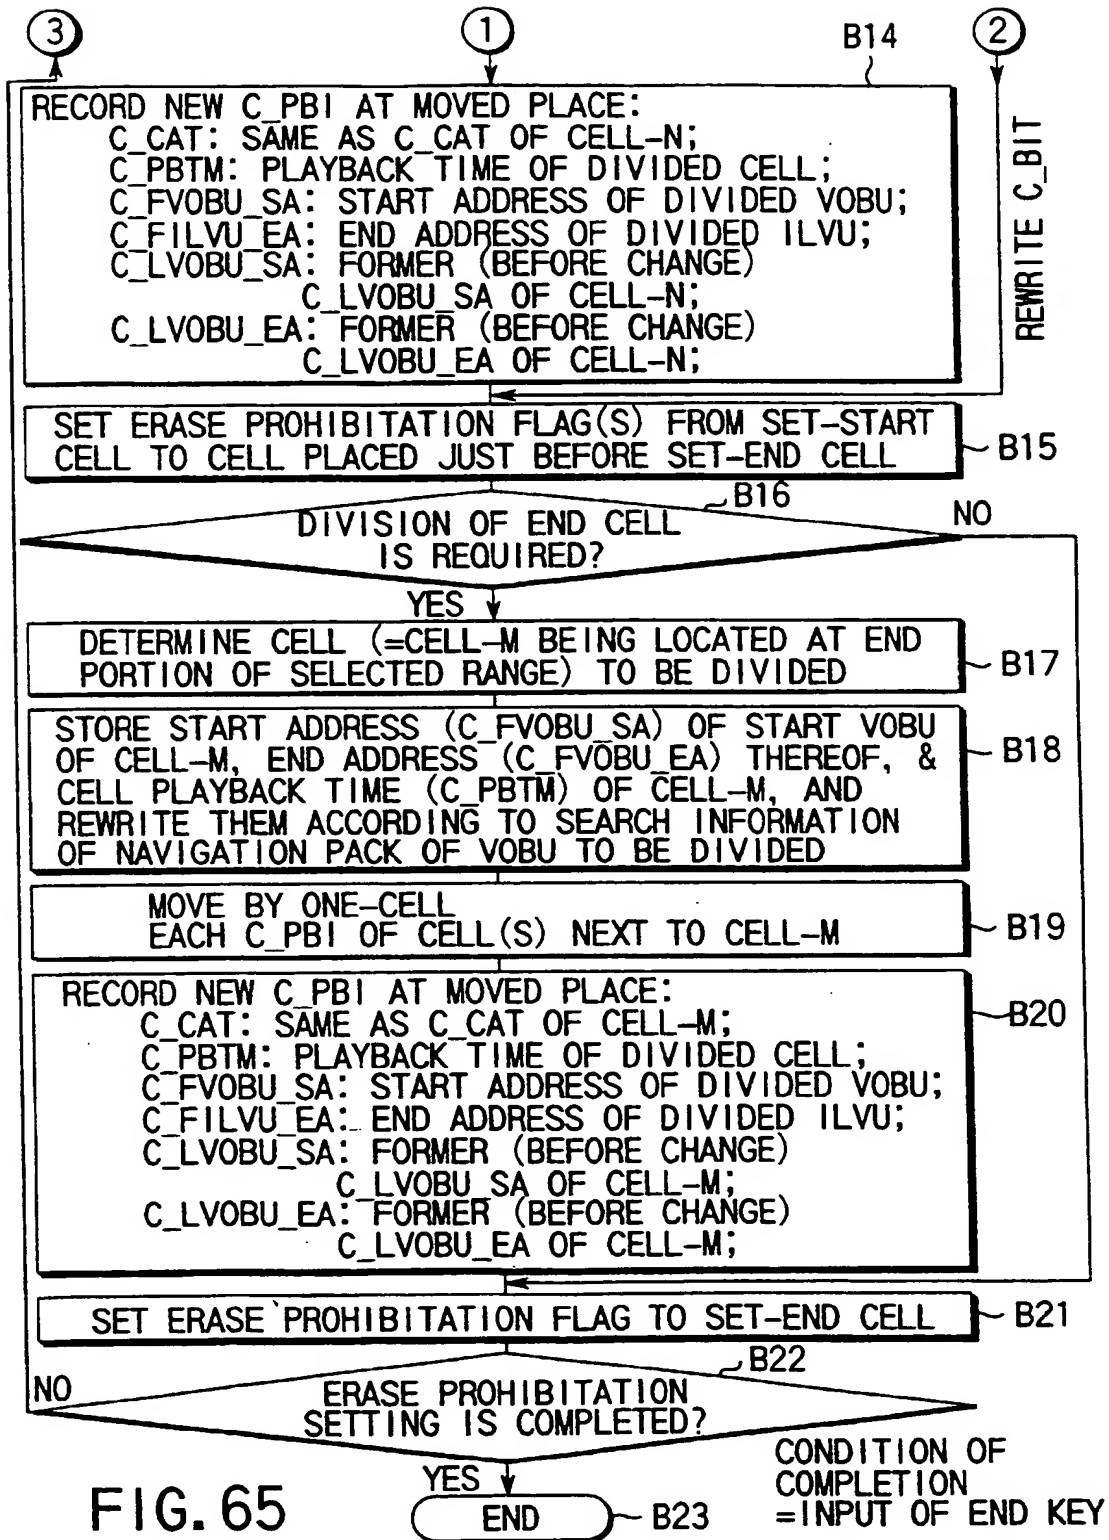 3
1
2
B14
RECORD NEW C_PBI AT MOVED PLACE:
C_CAT: SAME AS C_CAT OF CELL-N;
C_PBTM: PLAYBACK TIME OF DIVIDED CELL;
C_FVOBU_SA: START ADDRESS OF DIVIDED VOBU;
C_FILVU_EA: END ADDRESS OF DIVIDED ILVU;
C_LVOBU_SA: FORMER (BEFORE CHANGE)
C_LVOBU_SA OF CELL-N;
C_LVOBU_EA: FORMER (BEFORE CHANGE)
C_LVOBU_EA OF CELL-N;
REWRITE C_BIT
SET ERASE PROHIBITATION FLAG(S) FROM SET-START
CELL TO CELL PLACED JUST BEFORE SET-END CELL
B15
B16
DIVISION OF END CELL
IS REQUIRED?
NO
YES
DETERMINE CELL (=CELL-M BEING LOCATED AT END
PORTION OF SELECTED RANGE) TO BE DIVIDED
B17
STORE START ADDRESS (C_FVOBU_SA) OF START VOBU
OF CELL-M, END ADDRESS (C_FVOBU_EA) THEREOF, &
CELL PLAYBACK TIME (C_PBTM) OF CELL-M, AND
REWRITE THEM ACCORDING TO SEARCH INFORMATION
OF NAVIGATION PACK OF VOBU TO BE DIVIDED
B18
MOVE BY ONE-CELL
EACH C_PBI OF CELL(S) NEXT TO CELL-M
B19
RECORD NEW C_PBI AT MOVED PLACE:
C_CAT: SAME AS C_CAT OF CELL-M;
C_PBTM: PLAYBACK TIME OF DIVIDED CELL;
C_FVOBU_SA: START ADDRESS OF DIVIDED VOBU;
C_FILVU_EA: END ADDRESS OF DIVIDED ILVU;
C_LVOBU_SA: FORMER (BEFORE CHANGE)
C_LVOBU_SA OF CELL-M;
C_LVOBU_EA: FORMER (BEFORE CHANGE)
C_LVOBU_EA OF CELL-M;
B20
SET ERASE PROHIBITATION FLAG TO SET-END CELL
B21
B22
NO
ERASE PROHIBITATION
SETTING IS COMPLETED?
YES
CONDITION OF
COMPLETION
=INPUT OF END KEY
END
B23
FIG. 65